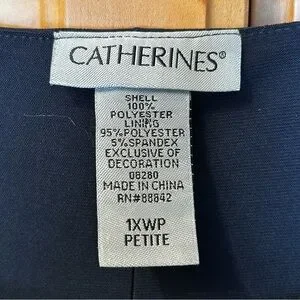 CATHERINES®
SHELL
100%
POLYESTER
LINING
95%POLYESTER
5%SPANDEX
EXCLUSIVE OF
DECORATION
08280
MADE IN CHINA
RN#88842
1XWP
PETITE